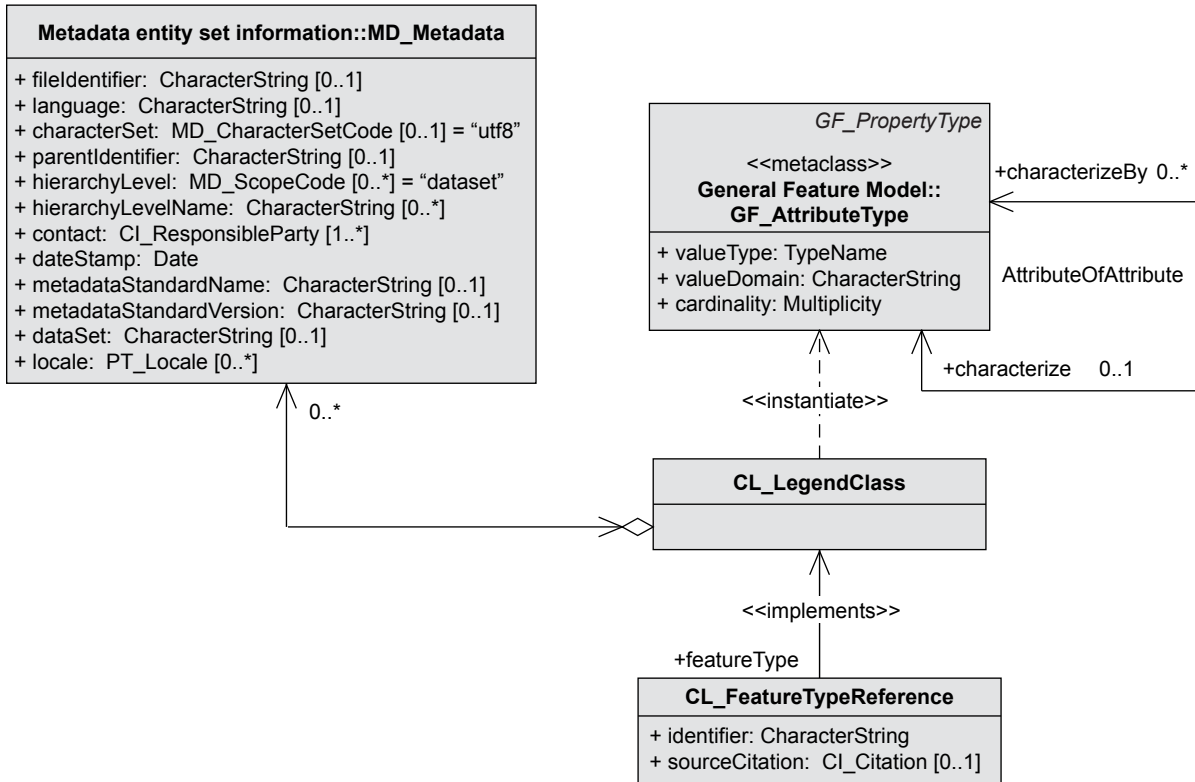 Metadata entity set information::MD_Metadata
+ fileIdentifier: CharacterString [0..1]
+ language: CharacterString [0..1]
+ characterSet: MD_CharacterSetCode [0..1] = “utf8”
+ parentIdentifier: CharacterString [0..1]
+ hierarchyLevel: MD_ScopeCode [0..*] = “dataset”
+ hierarchyLevelName: CharacterString [0..*]
+ contact: CI_ResponsibleParty [1..*]
+ dateStamp: Date
+ metadataStandardName: CharacterString [0..1]
+ metadataStandardVersion: CharacterString [0..1]
+ dataSet: CharacterString [0..1]
+ locale: PT_Locale [0..*]
0..*
GF_PropertyType
<<metaclass>>
General Feature Model::
GF_AttributeType
+ valueType: TypeName
+ valueDomain: CharacterString
+ cardinality: Multiplicity
+characterizeBy 0..*
AttributeOfAttribute
+characterize 0..1
<<instantiate>>
CL_LegendClass
<<implements>>
+featureType
CL_FeatureTypeReference
+ identifier: CharacterString
+ sourceCitation: CI_Citation [0..1]